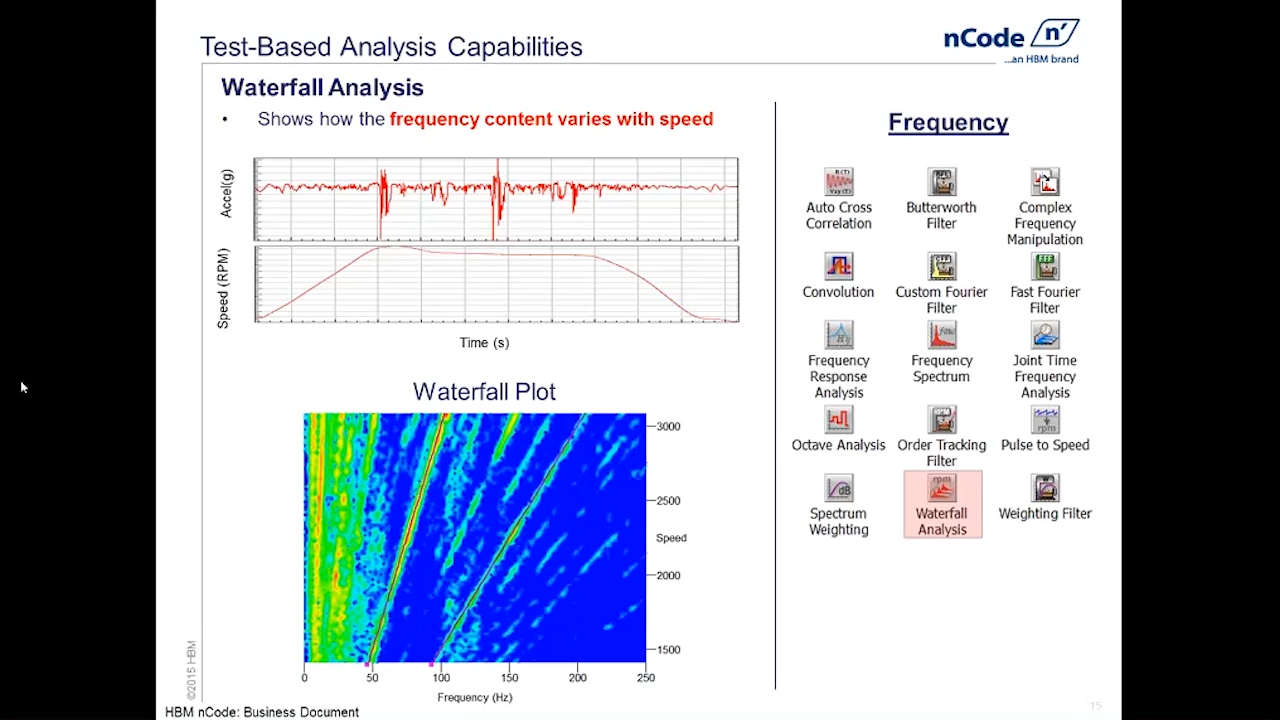 Test-Based Analysis Capabilities
nCode n'
...an HBM brand
Waterfall Analysis
• Shows how the frequency content varies with speed
Accel(g)
Speed (RPM)
Time (s)
Waterfall Plot
3000
2500
Speed
2000
1500
0 50 100 150 200 250
Frequency (Hz)
Frequency
Auto Cross
Correlation
Butterworth
Filter
Complex
Frequency
Manipulation
Convolution
Custom Fourier
Filter
Fast Fourier
Filter
Frequency
Response
Analysis
Frequency
Spectrum
Joint Time
Frequency
Analysis
Octave Analysis
Order Tracking
Filter
rpm
Pulse to Speed
dB
Spectrum
Weighting
rpm
Waterfall
Analysis
Weighting Filter
©2015 HBM
HBM nCode: Business Document
15